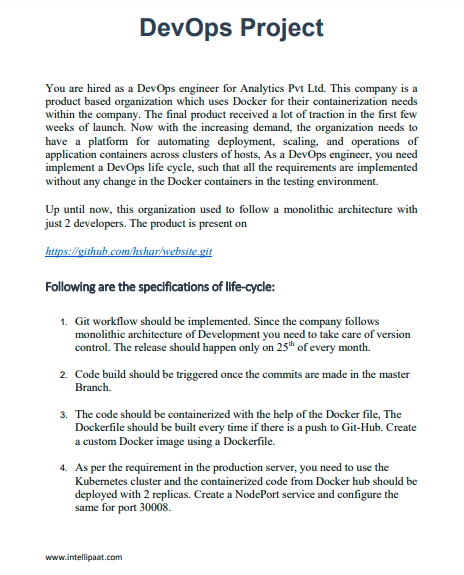 DevOps Project
You are hired as a DevOps engineer for Analytics Pvt Ltd. This company is a
product based organization which uses Docker for their containerization needs
within the company. The final product received a lot of traction in the first few
weeks of launch. Now with the increasing demand, the organization needs to
have a platform for automating deployment, scaling, and operations of
application containers across clusters of hosts, As a DevOps engineer, you need
implement a DevOps life cycle, such that all the requirements are implemented
without any change in the Docker containers in the testing environment.
Up until now, this organization used to follow a monolithic architecture with
just 2 developers. The product is present on
https://github.com/hshar/website.git
Following are the specifications of life-cycle:
1. Git workflow should be implemented. Since the company follows
monolithic architecture of Development you need to take care of version
control. The release should happen only on 25th of every month.
2. Code build should be triggered once the commits are made in the master
Branch.
3. The code should be containerized with the help of the Docker file, The
Dockerfile should be built every time if there is a push to Git-Hub. Create
a custom Docker image using a Dockerfile.
4. As per the requirement in the production server, you need to use the
Kubernetes cluster and the containerized code from Docker hub should be
deployed with 2 replicas. Create a NodePort service and configure the
same for port 30008.
www.intellipaat.com